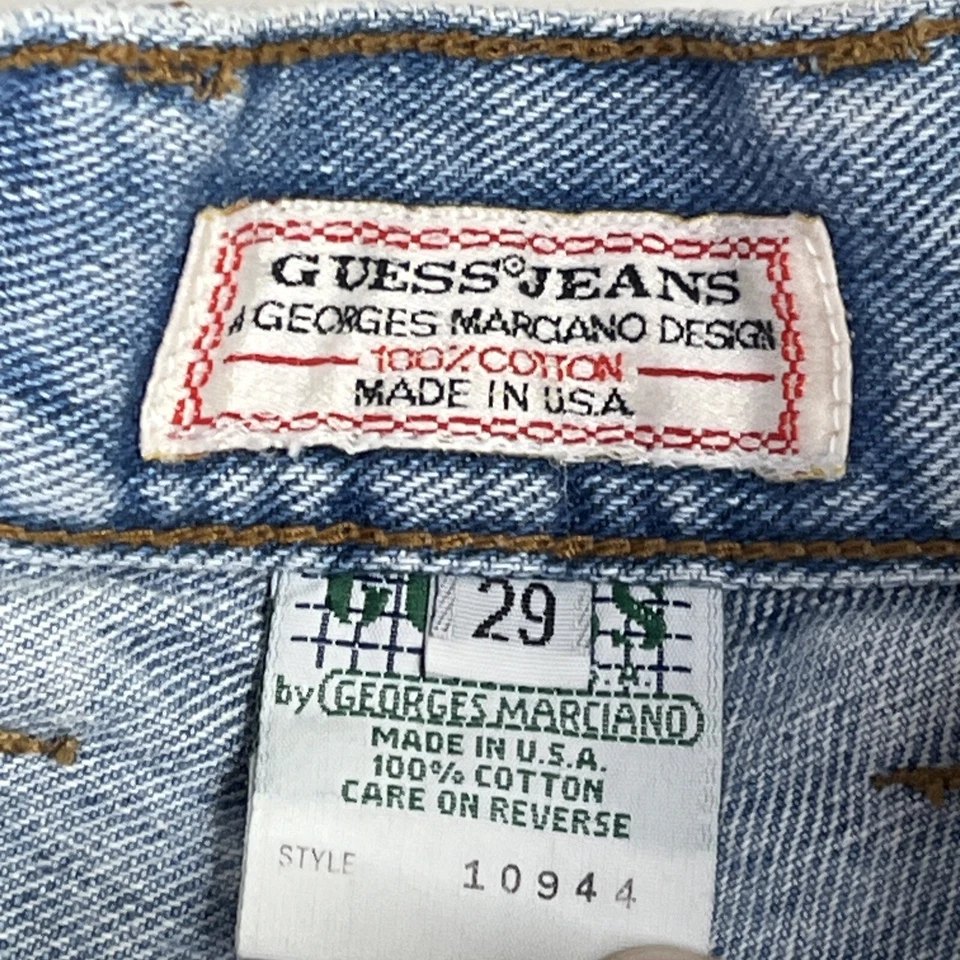 GUESS® JEANS
A GEORGES MARCIANO DESIGN
100% COTTON
MADE IN U.S.A.
29
by GEORGES MARCIANO
MADE IN U.S.A.
100% COTTON
CARE ON REVERSE
STYLE 10944